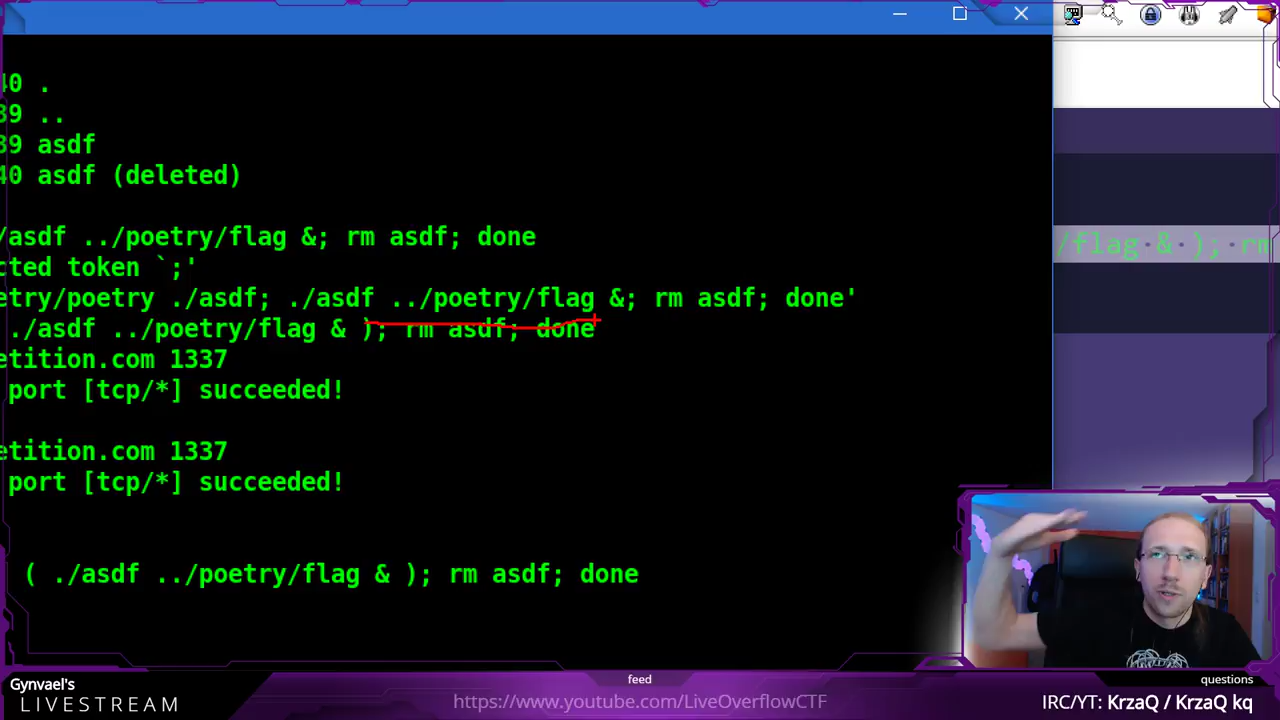 40 .
39 ..
39 asdf
40 asdf (deleted)
/asdf ../poetry/flag &; rm asdf; done
cted token `;'
etry/poetry ./asdf; ./asdf ../poetry/flag &; rm asdf; done'
./asdf ../poetry/flag & ); rm asdf; done
etition.com 1337
port [tcp/*] succeeded!
etition.com 1337
port [tcp/*] succeeded!
( ./asdf ../poetry/flag & ); rm asdf; done
/flag·&·);·rm
Gynvael's
LIVESTREAM
feed
https://www.youtube.com/LiveOverflowCTF
questions
IRC/YT: KrzaQ / KrzaQ kq